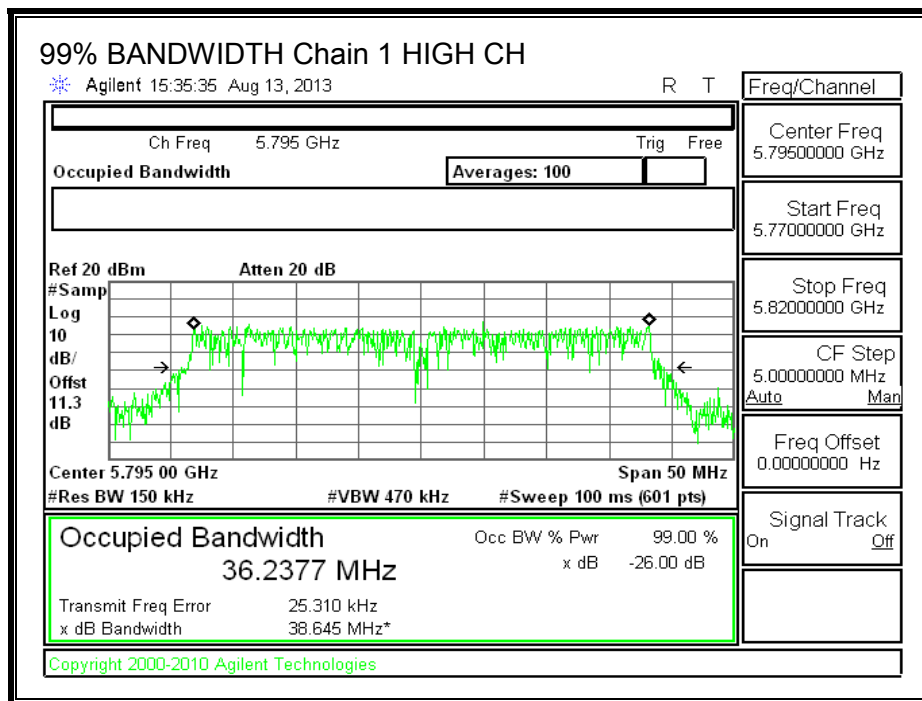 99% BANDWIDTH Chain 1 HIGH CH
Agilent 15:35:35 Aug 13, 2013 R T
Freq/Channel
Ch Freq 5.795 GHz Trig Free
Occupied Bandwidth Averages: 100
Center Freq
5.79500000 GHz
Start Freq
5.77000000 GHz
Stop Freq
5.82000000 GHz
CF Step
5.00000000 MHz
Auto Man
Freq Offset
0.00000000 Hz
Signal Track
On Off
Ref 20 dBm Atten 20 dB
#Samp
Log
10
dB/
Offst
11.3
dB
Center 5.795 00 GHz Span 50 MHz
#Res BW 150 kHz #VBW 470 kHz #Sweep 100 ms (601 pts)
Occupied Bandwidth Occ BW % Pwr 99.00 %
36.2377 MHz x dB -26.00 dB
Transmit Freq Error 25.310 kHz
x dB Bandwidth 38.645 MHz*
Copyright 2000-2010 Agilent Technologies